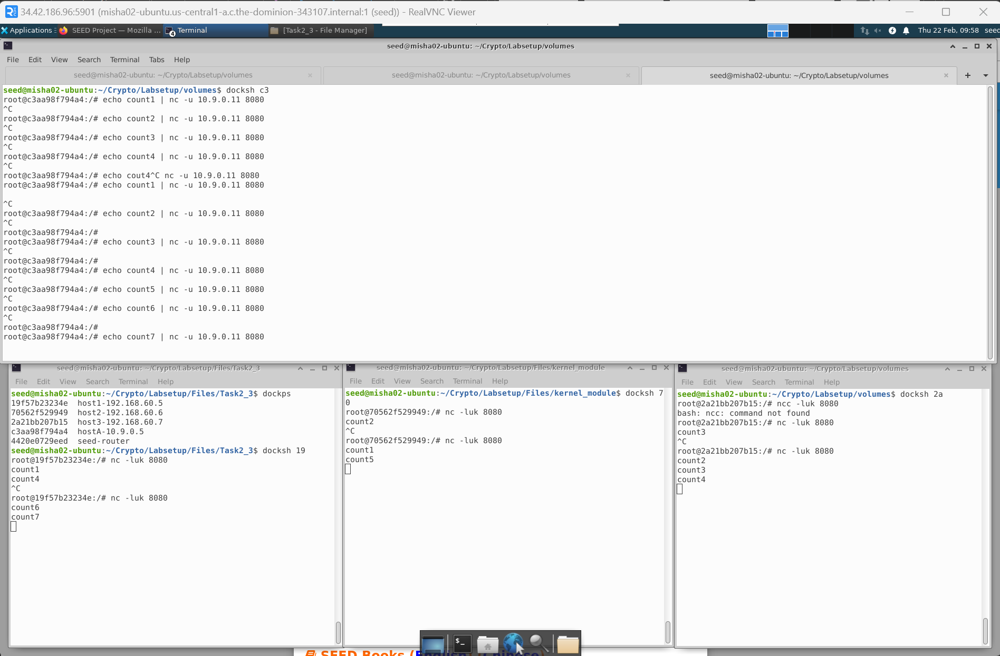 34.42.186.96:5901 (misha02-ubuntu.us-central1-a.c.the-dominion-343107.internal:1 (seed)) - RealVNC Viewer
Applications
SEED Project — Mozilla ...
4
Terminal
[Task2_3 - File Manager]
Thu 22 Feb, 09:58
seed
seed@misha02-ubuntu: ~/Crypto/Labsetup/volumes
File Edit View Search Terminal Tabs Help
seed@misha02-ubuntu: ~/Crypto/Labsetup/volumes
seed@misha02-ubuntu: ~/Crypto/Labsetup/volumes
seed@misha02-ubuntu: ~/Crypto/Labsetup/volumes
seed@misha02-ubuntu:~/Crypto/Labsetup/volumes$ docksh c3
root@c3aa98f794a4:/# echo count1 | nc -u 10.9.0.11 8080
^C
root@c3aa98f794a4:/# echo count2 | nc -u 10.9.0.11 8080
^C
root@c3aa98f794a4:/# echo count3 | nc -u 10.9.0.11 8080
^C
root@c3aa98f794a4:/# echo count4 | nc -u 10.9.0.11 8080
^C
root@c3aa98f794a4:/# echo cout4^C nc -u 10.9.0.11 8080
root@c3aa98f794a4:/# echo count1 | nc -u 10.9.0.11 8080
^C
root@c3aa98f794a4:/# echo count2 | nc -u 10.9.0.11 8080
^C
root@c3aa98f794a4:/#
root@c3aa98f794a4:/# echo count3 | nc -u 10.9.0.11 8080
^C
root@c3aa98f794a4:/#
root@c3aa98f794a4:/# echo count4 | nc -u 10.9.0.11 8080
^C
root@c3aa98f794a4:/# echo count5 | nc -u 10.9.0.11 8080
^C
root@c3aa98f794a4:/# echo count6 | nc -u 10.9.0.11 8080
^C
root@c3aa98f794a4:/#
root@c3aa98f794a4:/# echo count7 | nc -u 10.9.0.11 8080
seed@misha02-ubuntu: ~/Crypto/Labsetup/Files/Task2_3
File Edit View Search Terminal Help
seed@misha02-ubuntu:~/Crypto/Labsetup/Files/Task2_3$ dockps
19f57b23234e host1-192.168.60.5
70562f529949 host2-192.168.60.6
2a21bb207b15 host3-192.168.60.7
c3aa98f794a4 hostA-10.9.0.5
4420e0729eed seed-router
seed@misha02-ubuntu:~/Crypto/Labsetup/Files/Task2_3$ docksh 19
root@19f57b23234e:/# nc -luk 8080
count1
count4
^C
root@19f57b23234e:/# nc -luk 8080
count6
count7
seed@misha02-ubuntu: ~/Crypto/Labsetup/Files/kernel_module
File Edit View Search Terminal Help
seed@misha02-ubuntu:~/Crypto/Labsetup/Files/kernel_module$ docksh 7
0
root@70562f529949:/# nc -luk 8080
count2
^C
root@70562f529949:/# nc -luk 8080
count1
count5
seed@misha02-ubuntu: ~/Crypto/Labsetup/volumes
File Edit View Search Terminal Help
seed@misha02-ubuntu:~/Crypto/Labsetup/volumes$ docksh 2a
root@2a21bb207b15:/# ncc -luk 8080
bash: ncc: command not found
root@2a21bb207b15:/# nc -luk 8080
count3
^C
root@2a21bb207b15:/# nc -luk 8080
count2
count3
count4
SEED Books (